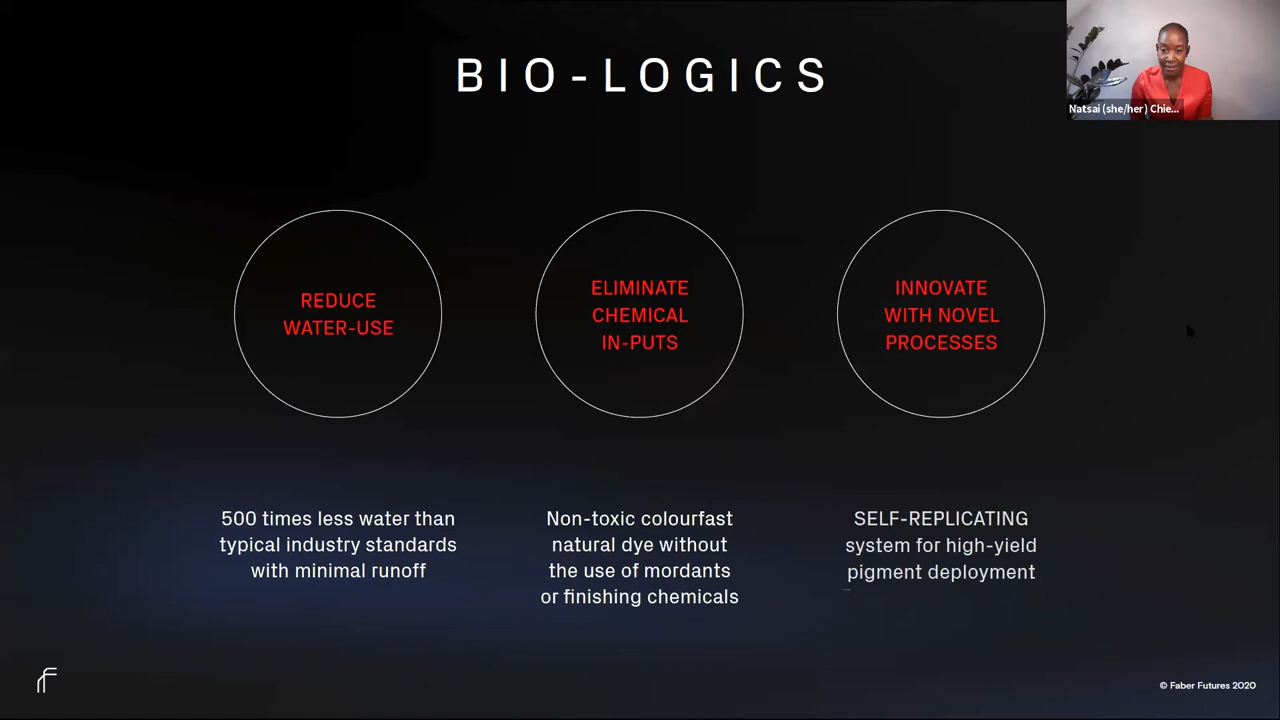 BIO-LOGICS
Natsai (she/her) Chie...
REDUCE
WATER-USE
ELIMINATE
CHEMICAL
IN-PUTS
INNOVATE
WITH NOVEL
PROCESSES
500 times less water than
typical industry standards
with minimal runoff
Non-toxic colourfast
natural dye without
the use of mordants
or finishing chemicals
SELF-REPLICATING
system for high-yield
pigment deployment
© Faber Futures 2020